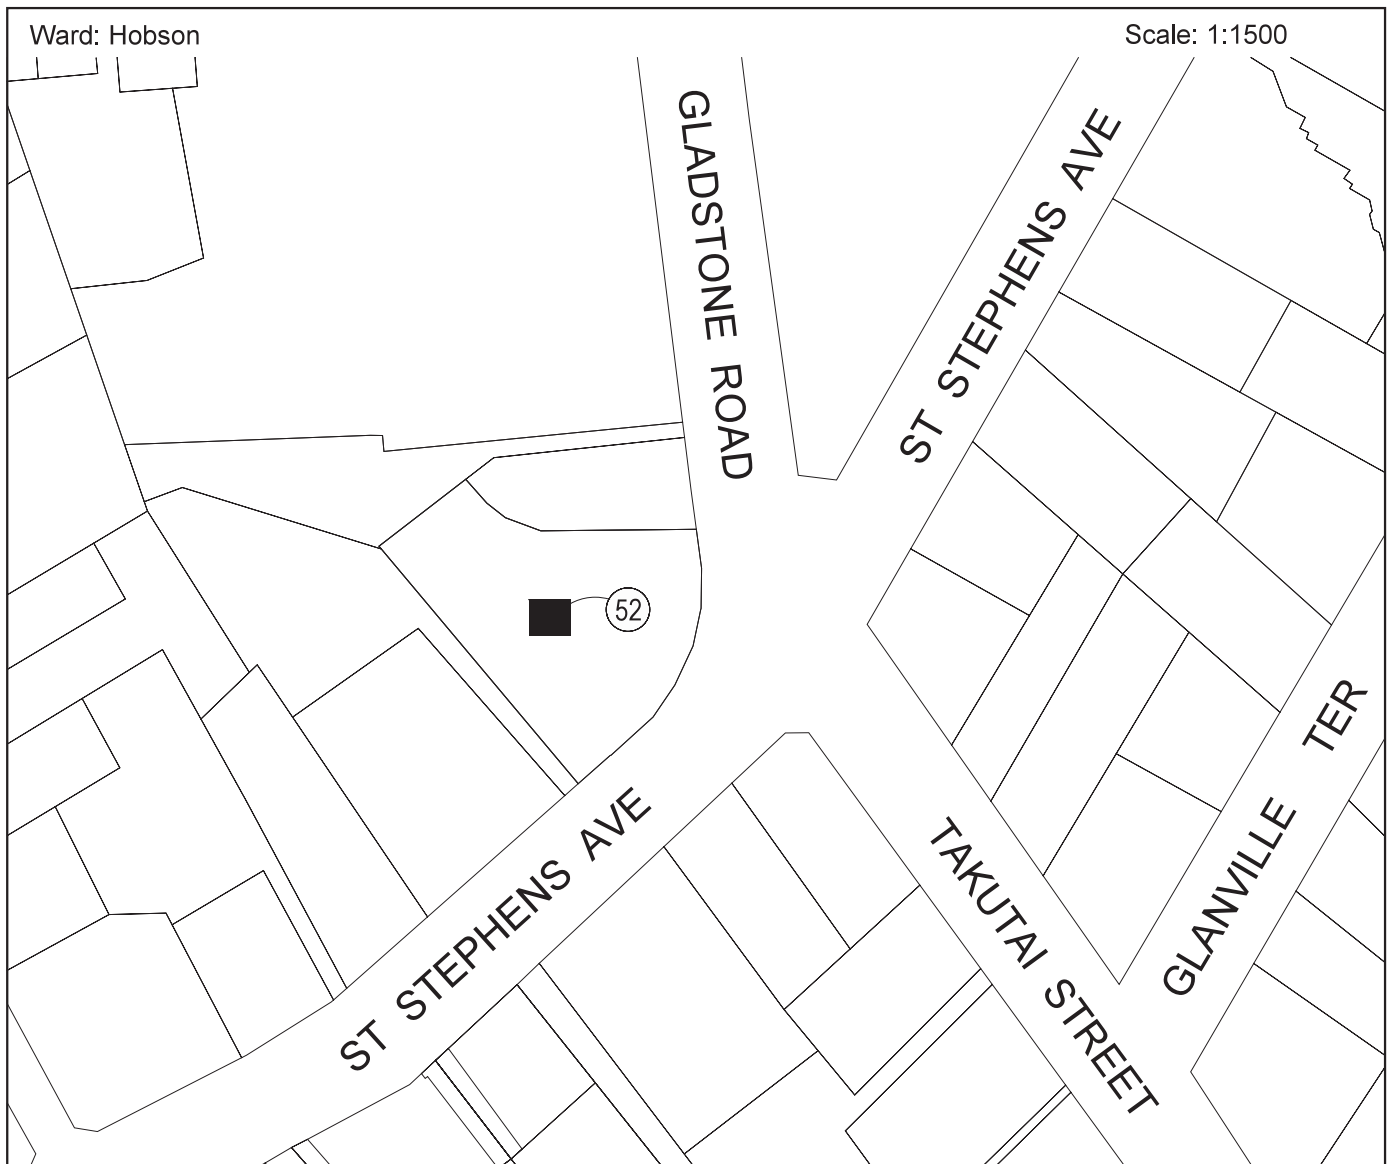 Ward: Hobson
Scale: 1:1500
GLADSTONE ROAD
ST STEPHENS AVE
52
ST STEPHENS AVE
TAKUTAI STREET
GLANVILLE TER